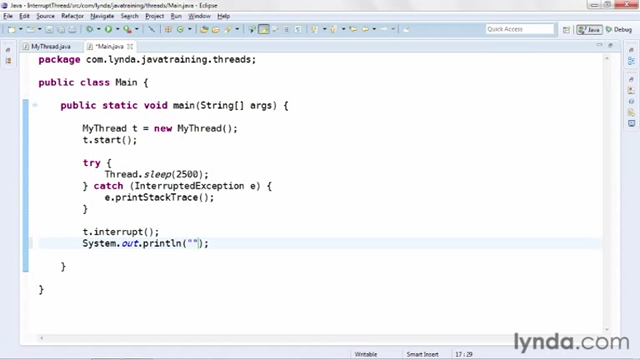 Java - InterruptThread/src/com/lynda/javatraining/threads/Main.java - Eclipse
File Edit Source Refactor Navigate Search Project Run Window Help
Java Debug
MyThread.java *Main.java
package com.lynda.javatraining.threads;
public class Main {
public static void main(String[] args) {
MyThread t = new MyThread();
t.start();
try {
Thread.sleep(2500);
} catch (InterruptedException e) {
e.printStackTrace();
}
t.interrupt();
System.out.println("");
}
}
Writable Smart Insert 17 : 29
lynda.com